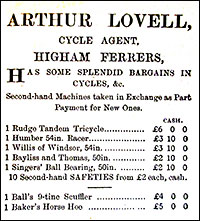 ARTHUR LOVELL,
CYCLE AGENT,
HIGHAM FERRERS,
HAS SOME SPLENDID BARGAINS IN
CYCLES, &c.
Second-hand Machines taken in Exchange as Part
Payment for New Ones.
CASH.
1 Rudge Tandem Tricycle........ £6 0 0
1 Humber 54in. Racer........ £3 10 0
1 Willis of Windsor, 54in. ........ £2 10 0
1 Bayliss and Thomas, 50in. ........ £2 10 0
1 Singers' Ball Bearing, 50in. ........ £2 10 0
10 Second-hand SAFETIES from £2 each, cash.
1 Ball's 9-tine Scuffler ........ £4 0 0
1 Baker's Horse Hoe ........ £5 0 0